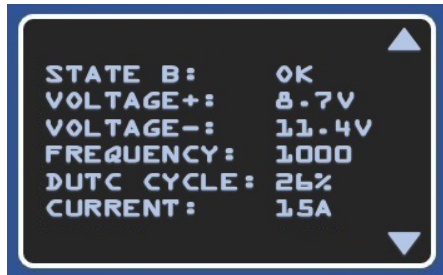 STATE B: OK
VOLTAGE+: 8.7V
VOLTAGE-: 11.4V
FREQUENCY: 1000
DUTC CYCLE: 26%
CURRENT: 15A